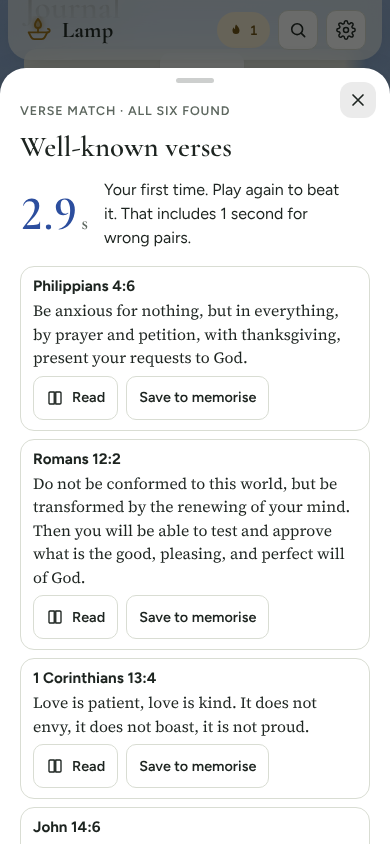 Journal
Lamp
1
VERSE MATCH · ALL SIX FOUND
Well-known verses
2.9 s
Your first time. Play again to beat
it. That includes 1 second for
wrong pairs.
Philippians 4:6
Be anxious for nothing, but in everything,
by prayer and petition, with thanksgiving,
present your requests to God.
Read
Save to memorise
Romans 12:2
Do not be conformed to this world, but be
transformed by the renewing of your mind.
Then you will be able to test and approve
what is the good, pleasing, and perfect will
of God.
Read
Save to memorise
1 Corinthians 13:4
Love is patient, love is kind. It does not
envy, it does not boast, it is not proud.
Read
Save to memorise
John 14:6